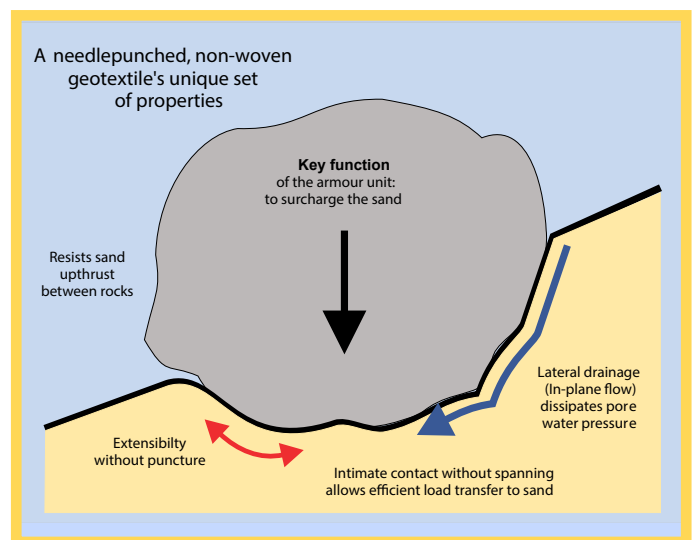 A needlepunched, non-woven
geotextile's unique set
of properties
Key function
of the armour unit:
to surcharge the sand
Resists sand
upthrust
between rocks
Lateral drainage
(In-plane flow)
dissipates pore
water pressure
Extensibilty
without puncture
Intimate contact without spanning
allows efficient load transfer to sand